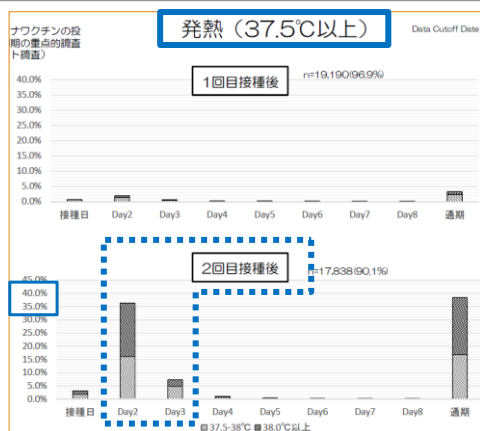 ナワクチンの投
期の重点的調査
ト調査）
発熱（37.5℃以上）
Data Cutoff Date
1回目接種後
n=19,190(96.9%)
40.0%
35.0%
30.0%
25.0%
20.0%
15.0%
10.0%
5.0%
0.0%
接種日 Day2 Day3 Day4 Day5 Day6 Day7 Day8 通期
2回目接種後
n=17,838(90.1%)
45.0%
40.0%
35.0%
30.0%
25.0%
20.0%
15.0%
10.0%
5.0%
0.0%
接種日 Day2 Day3 Day4 Day5 Day6 Day7 Day8 通期
37.5-38℃ 38.0℃以上